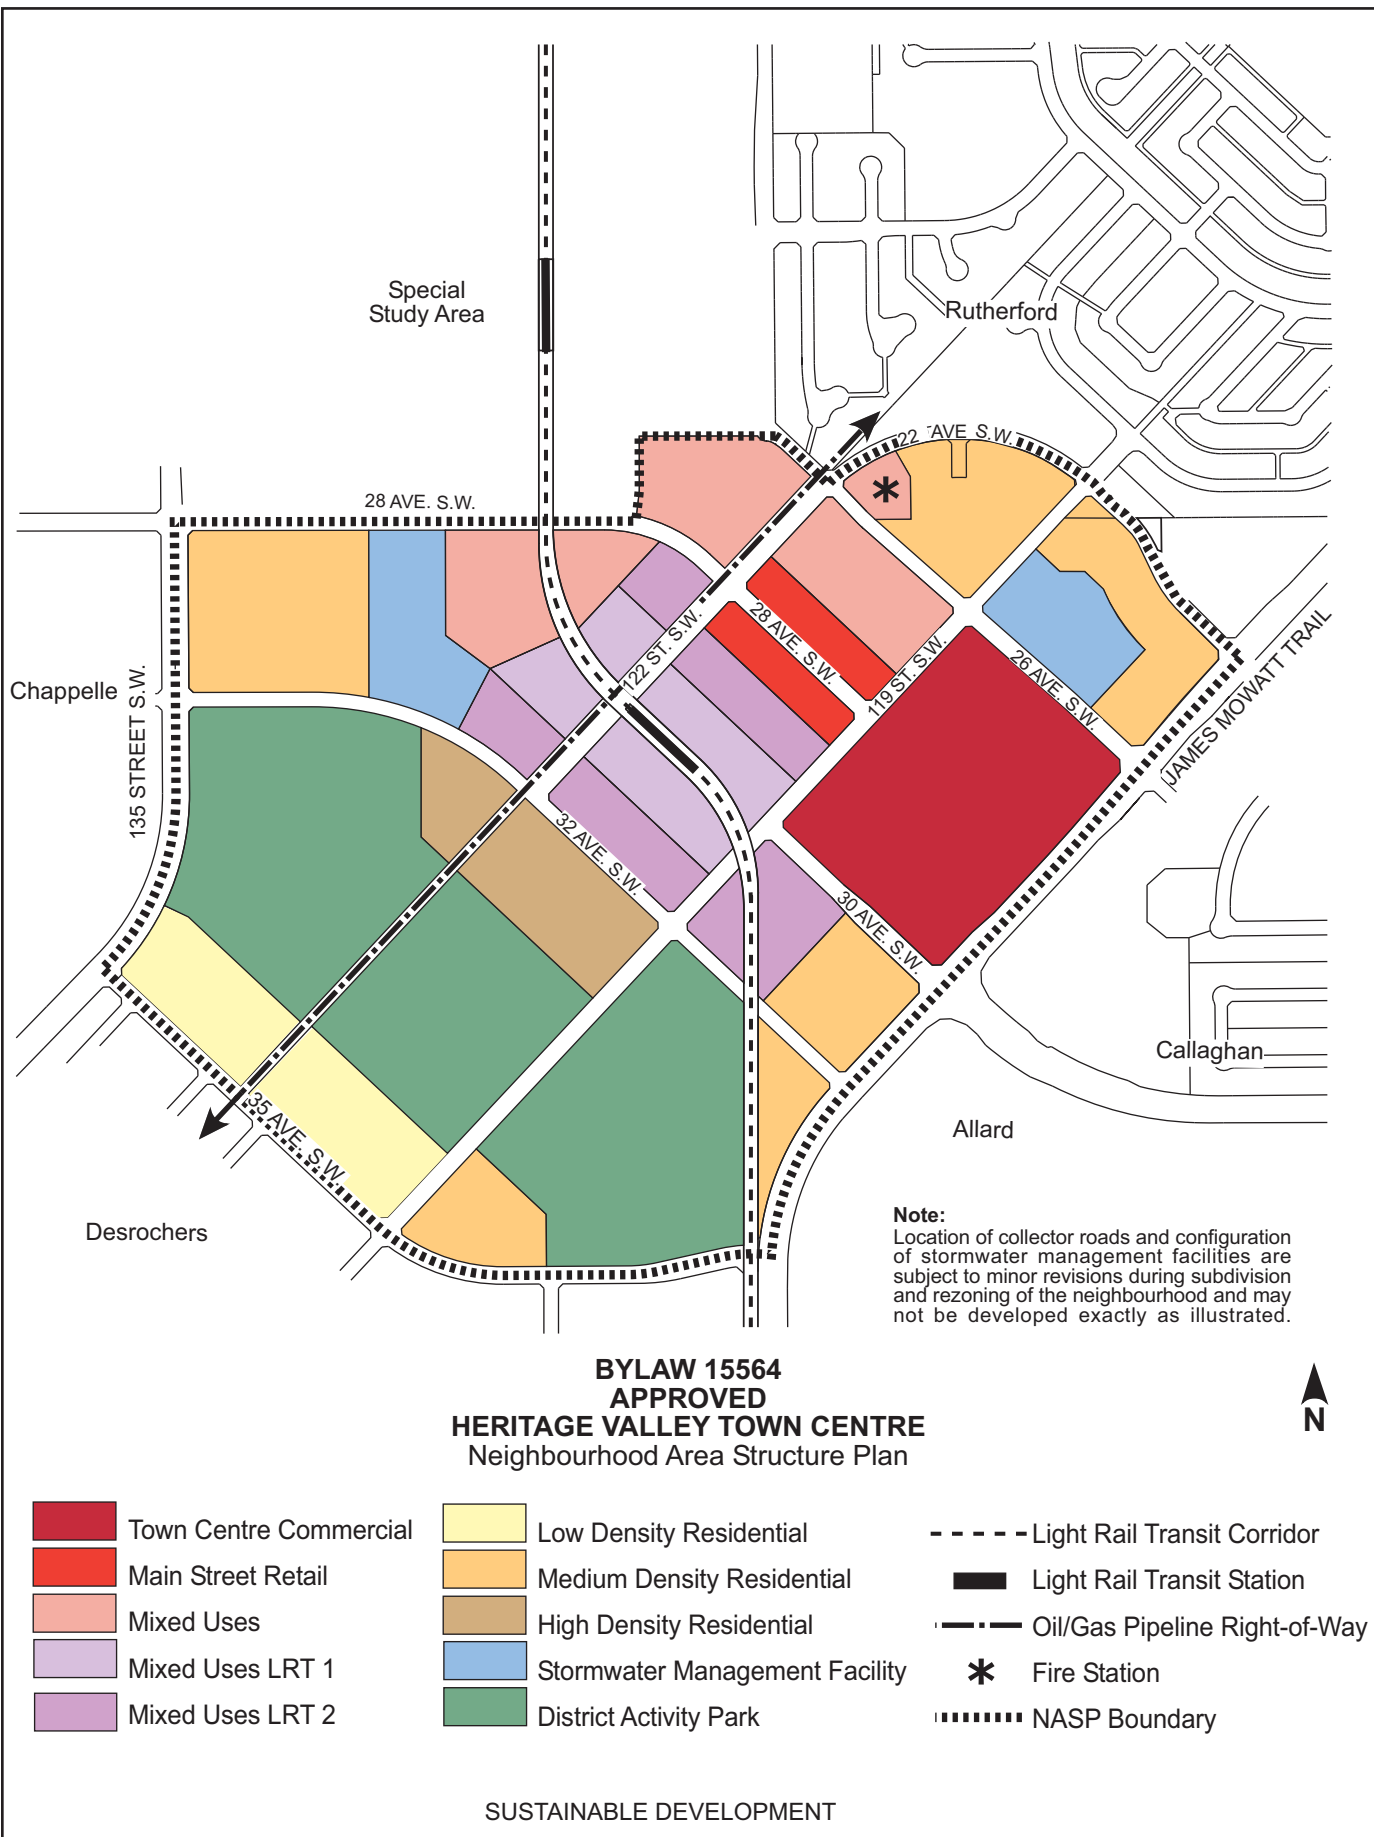 Special
Study Area
Rutherford
22 AVE S.W.
28 AVE. S.W.
Chappelle
135 STREET S.W.
122 ST. S.W.
28 AVE. S.W.
119 ST. S.W.
26 AVE. S.W.
JAMES MOWATT TRAIL
32 AVE. S.W.
30 AVE. S.W.
Callaghan
35 AVE. S.W.
Allard
Desrochers
Note:
Location of collector roads and configuration
of stormwater management facilities are
subject to minor revisions during subdivision
and rezoning of the neighbourhood and may
not be developed exactly as illustrated.
BYLAW 15564
APPROVED
HERITAGE VALLEY TOWN CENTRE
Neighbourhood Area Structure Plan
N
Town Centre Commercial
Main Street Retail
Mixed Uses
Mixed Uses LRT 1
Mixed Uses LRT 2
Low Density Residential
Medium Density Residential
High Density Residential
Stormwater Management Facility
District Activity Park
Light Rail Transit Corridor
Light Rail Transit Station
Oil/Gas Pipeline Right-of-Way
Fire Station
NASP Boundary
SUSTAINABLE DEVELOPMENT